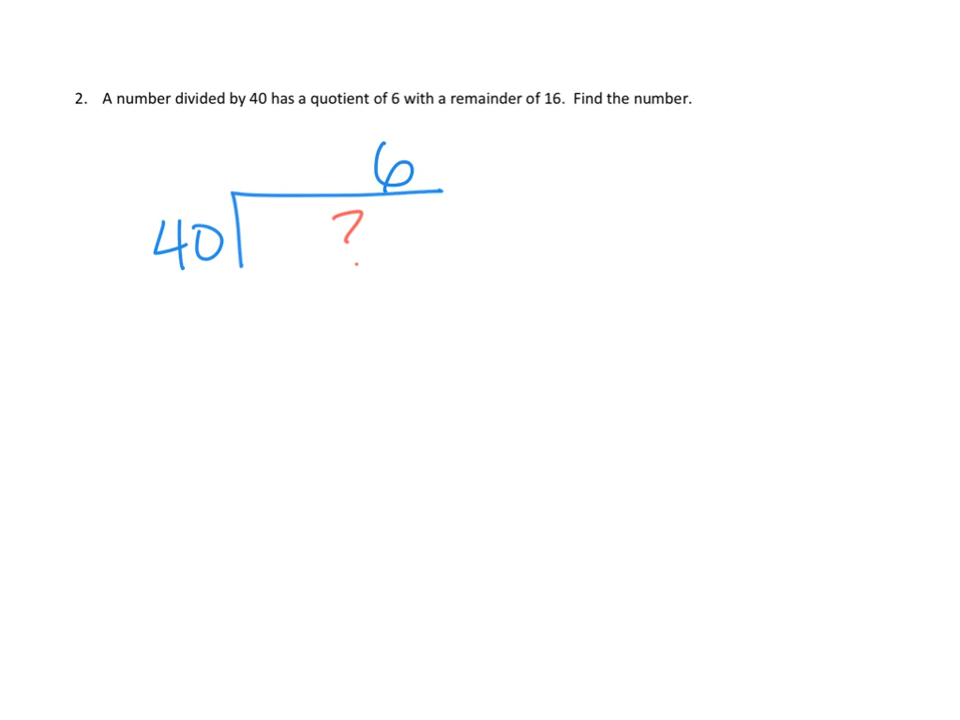 2. A number divided by 40 has a quotient of 6 with a remainder of 16. Find the number.
6
40 ?